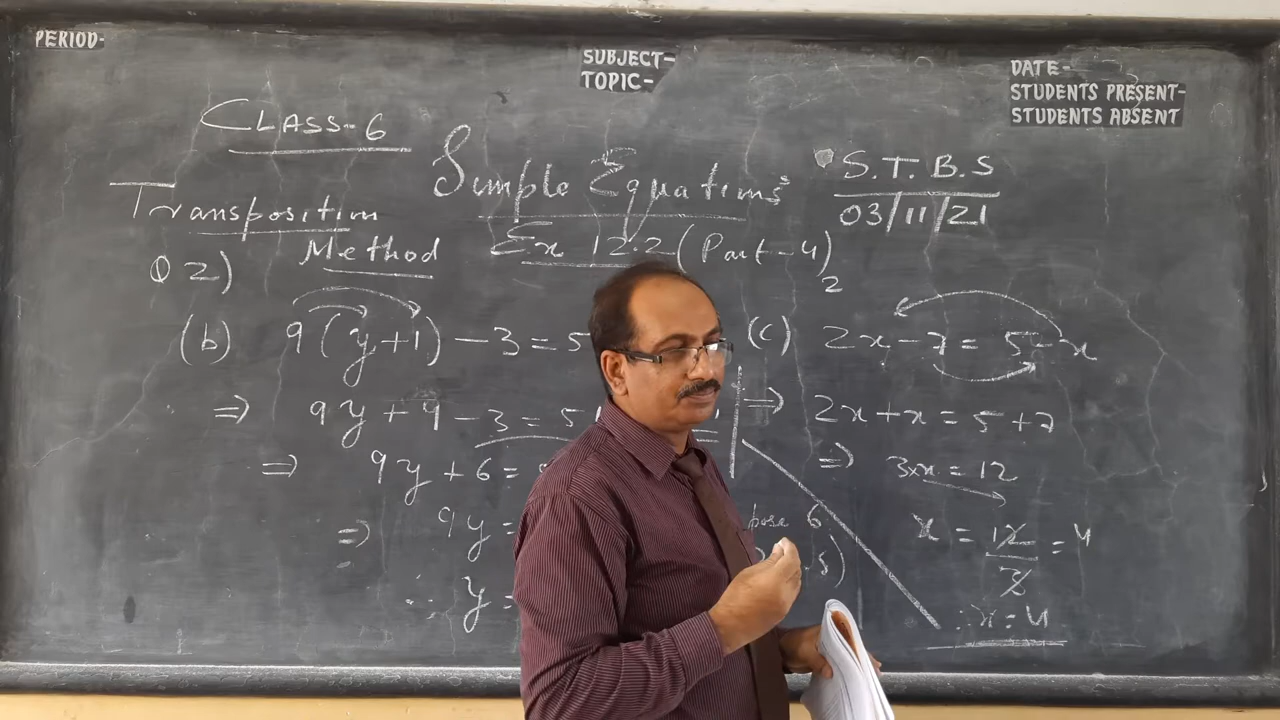 PERIOD-
SUBJECT-
TOPIC-
DATE-
STUDENTS PRESENT-
STUDENTS ABSENT
CLASS-6
Simple Equations
S.T.B.S
03/11/21
Transposition
Method
Ex 12.2 (Part-4)
Q2)
2
(b) 9(y+1) - 3 = 5
⇒ 9y + 9 - 3 = 5
⇒ 9y + 6 =
⇒ 9y =
∴ y =
6
(c) 2x - 7 = 5 - x
⇒ 2x + x = 5 + 7
⇒ 3x = 12
x = 12/3 = 4
∴ x = 4